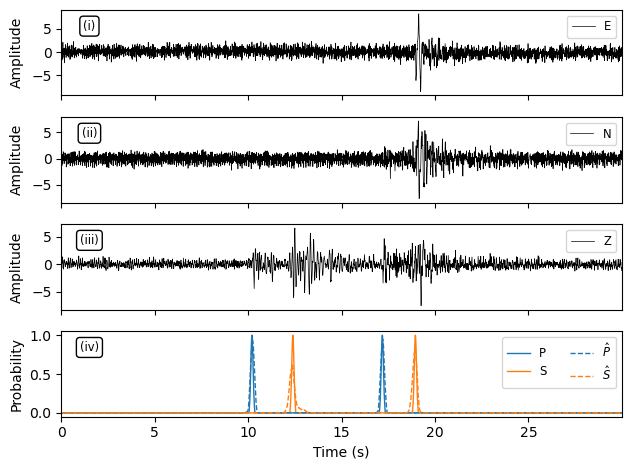 (i)
E
Amplitude
5
0
−5
(ii)
N
Amplitude
5
0
−5
(iii)
Z
Amplitude
5
0
−5
(iv)
P
S
P̂
Ŝ
Probability
1.0
0.5
0.0
0 5 10 15 20 25
Time (s)